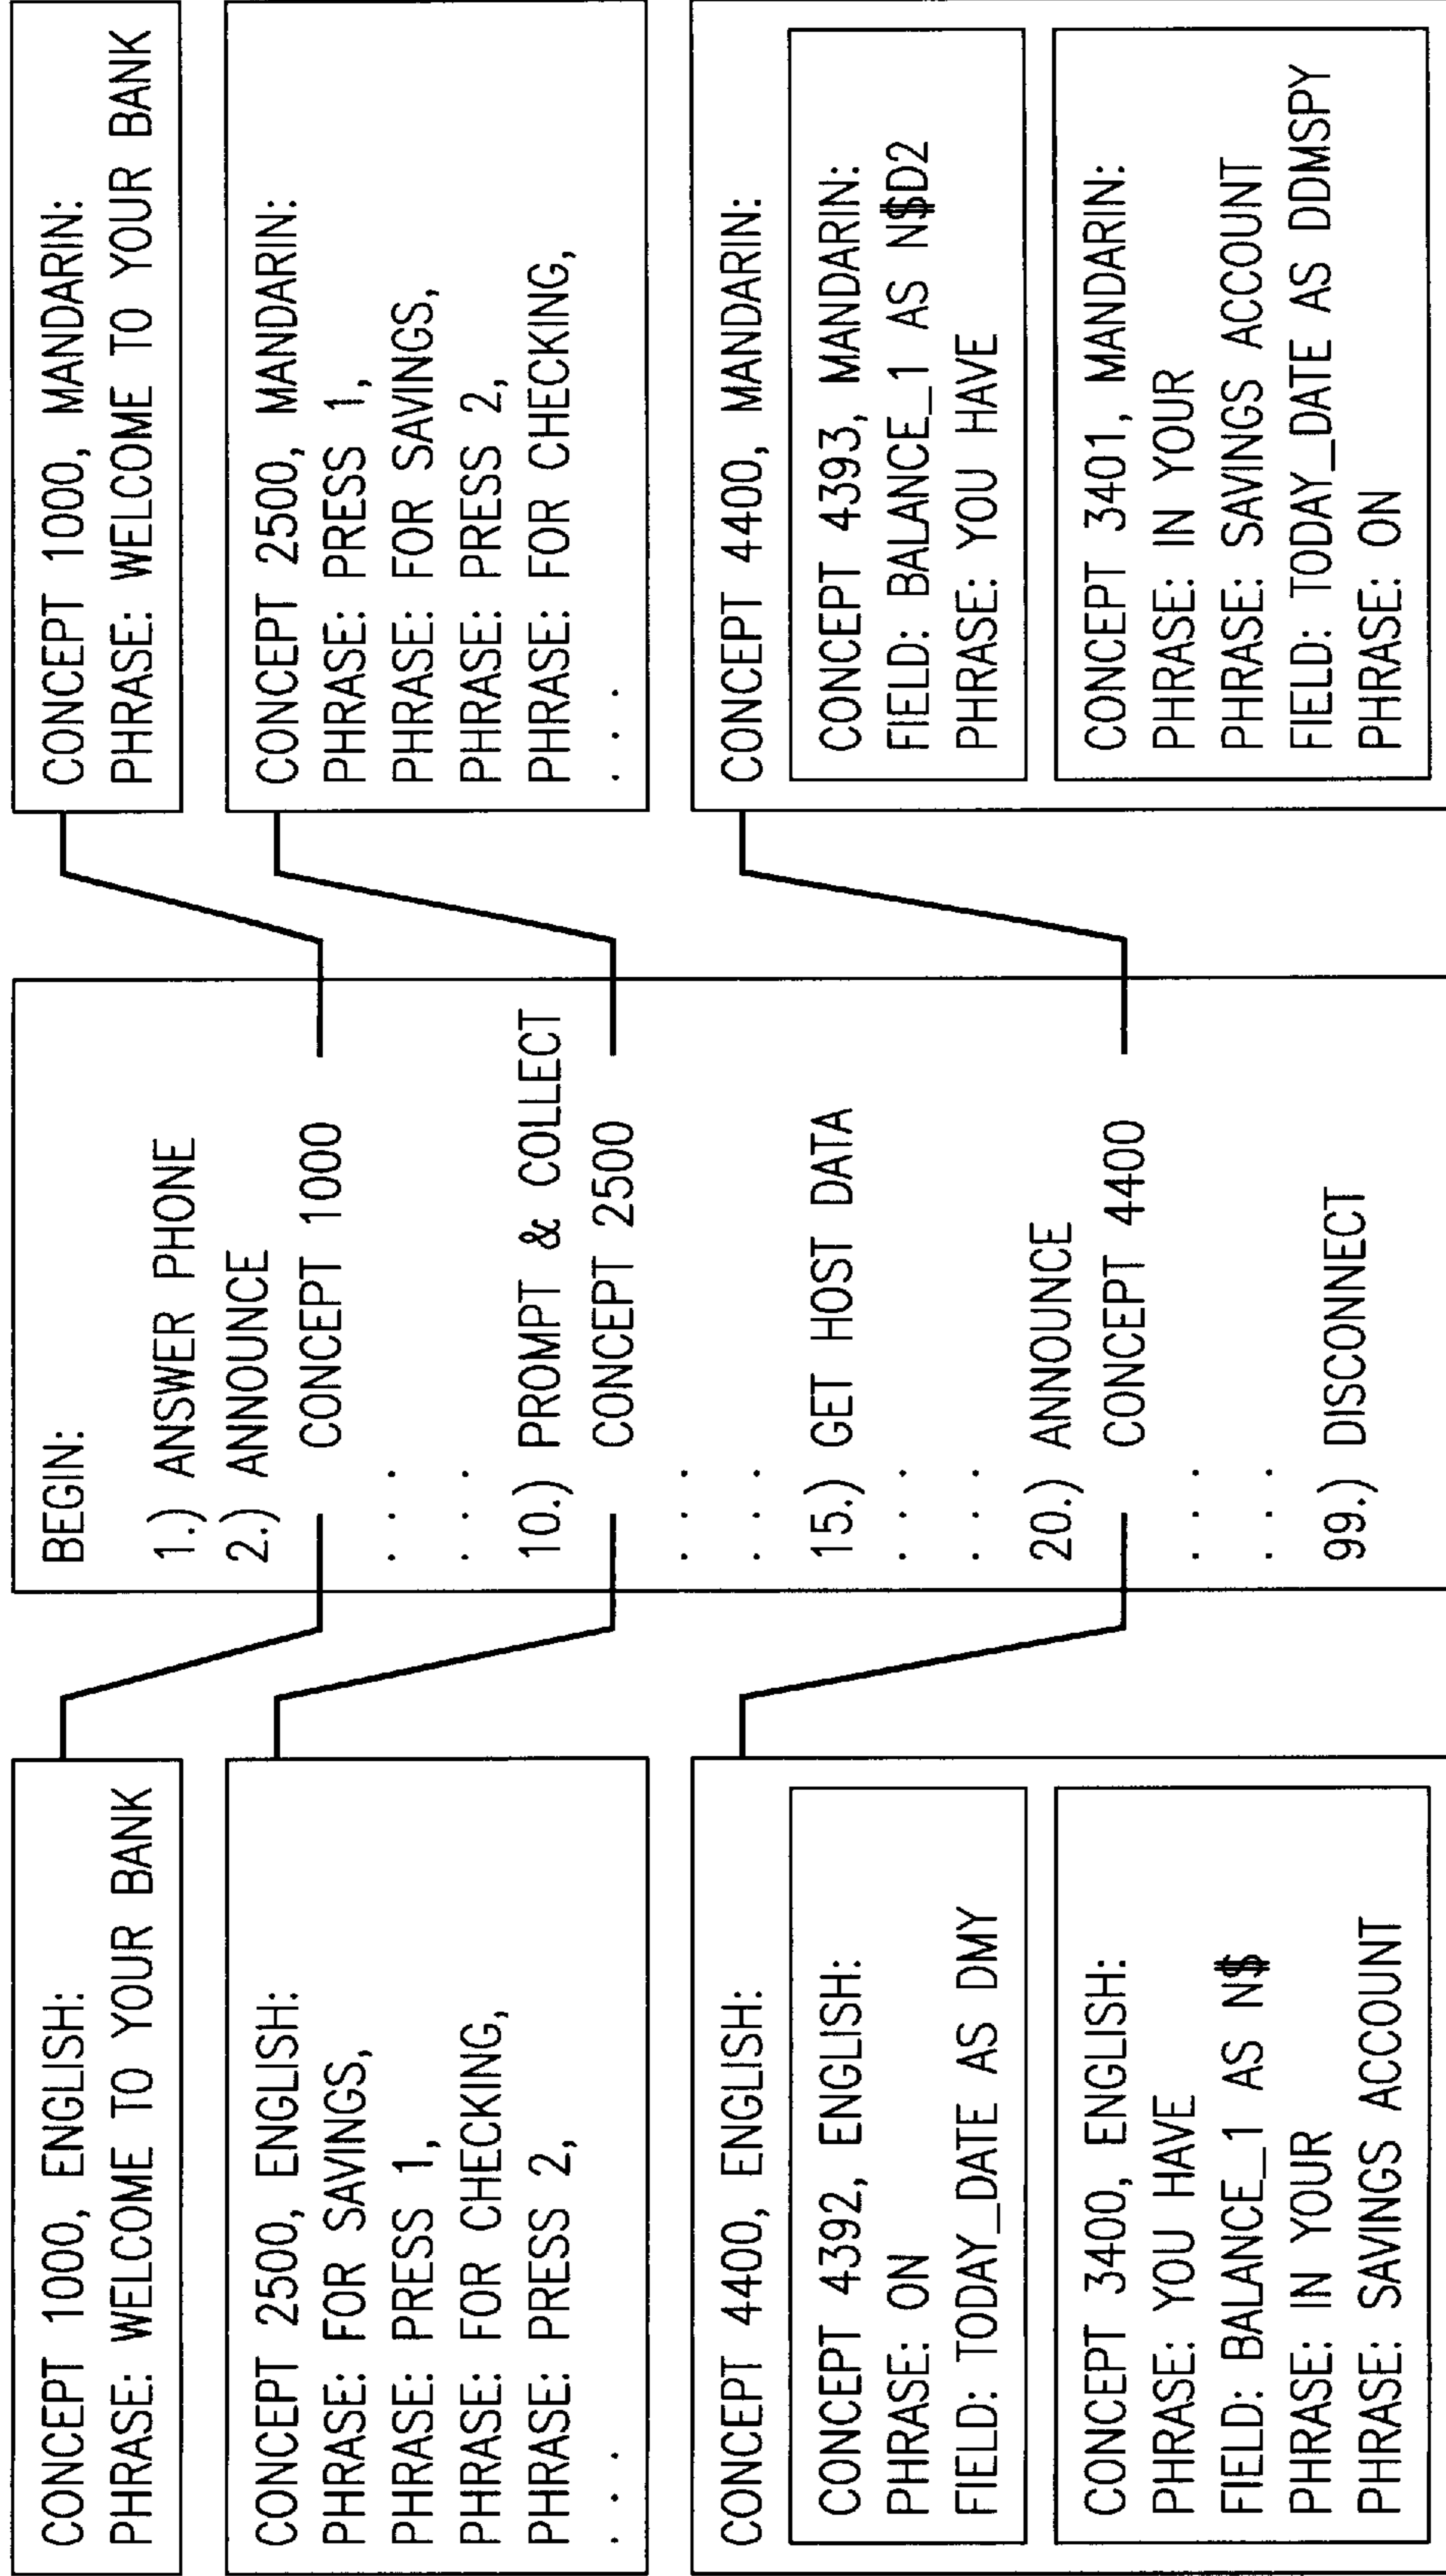 CONCEPT 1000, ENGLISH:
PHRASE: WELCOME TO YOUR BANK
CONCEPT 2500, ENGLISH:
PHRASE: FOR SAVINGS,
PHRASE: PRESS 1,
PHRASE: FOR CHECKING,
PHRASE: PRESS 2,
. . .
CONCEPT 4400, ENGLISH:
CONCEPT 4392, ENGLISH:
PHRASE: ON
FIELD: TODAY_DATE AS DMY
CONCEPT 3400, ENGLISH:
PHRASE: YOU HAVE
FIELD: BALANCE_1 AS N$
PHRASE: IN YOUR
PHRASE: SAVINGS ACCOUNT
BEGIN:
1.) ANSWER PHONE
2.) ANNOUNCE
CONCEPT 1000
. . .
. . .
10.) PROMPT & COLLECT
CONCEPT 2500
. . .
. . .
15.) GET HOST DATA
. . .
. . .
20.) ANNOUNCE
CONCEPT 4400
. . .
. . .
99.) DISCONNECT
CONCEPT 1000, MANDARIN:
PHRASE: WELCOME TO YOUR BANK
CONCEPT 2500, MANDARIN:
PHRASE: PRESS 1,
PHRASE: FOR SAVINGS,
PHRASE: PRESS 2,
PHRASE: FOR CHECKING,
. . .
CONCEPT 4400, MANDARIN:
CONCEPT 4393, MANDARIN:
FIELD: BALANCE_1 AS N$D2
PHRASE: YOU HAVE
CONCEPT 3401, MANDARIN:
PHRASE: IN YOUR
PHRASE: SAVINGS ACCOUNT
FIELD: TODAY_DATE AS DDMSPY
PHRASE: ON